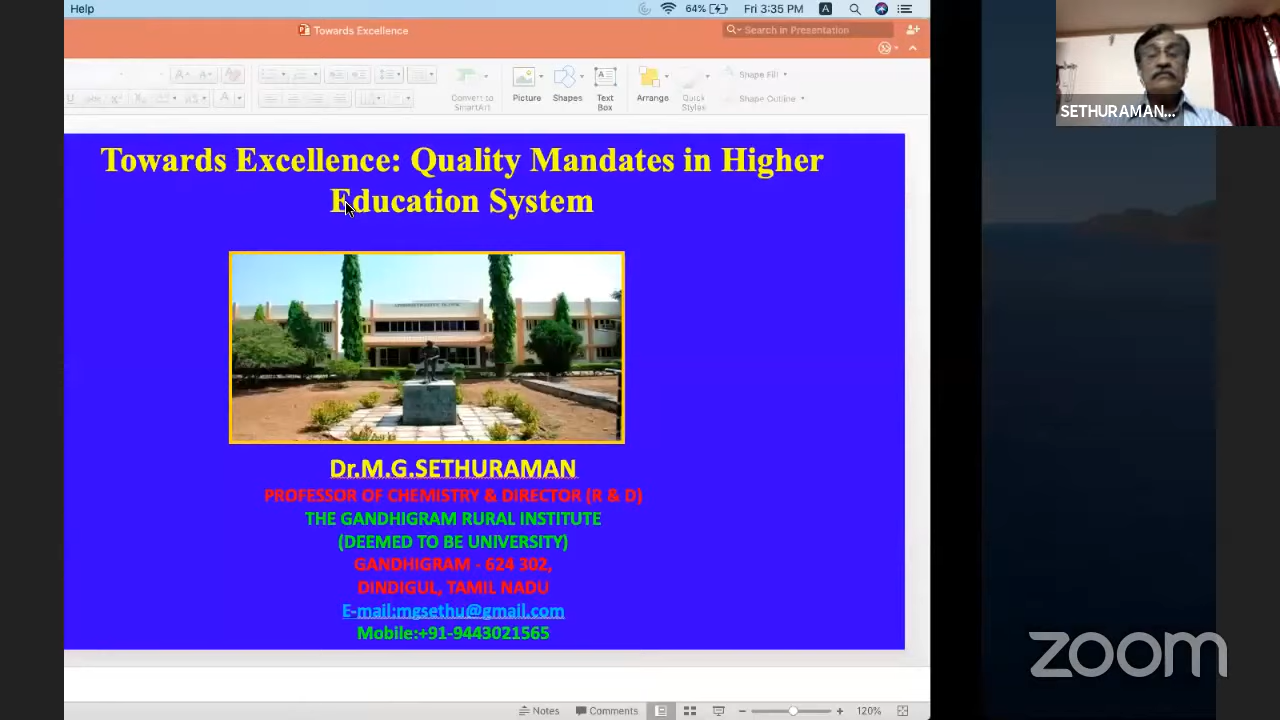 Help
64%
Fri 3:35 PM
A
Towards Excellence
Search in Presentation
Convert to
SmartArt
Picture
Shapes
Text
Box
Arrange
Quick
Styles
Shape Fill
Shape Outline
SETHURAMAN...
Towards Excellence: Quality Mandates in Higher
Education System
Dr.M.G.SETHURAMAN
PROFESSOR OF CHEMISTRY & DIRECTOR (R & D)
THE GANDHIGRAM RURAL INSTITUTE
(DEEMED TO BE UNIVERSITY)
GANDHIGRAM - 624 302,
DINDIGUL, TAMIL NADU
E-mail:mgsethu@gmail.com
Mobile:+91-9443021565
zoom
Notes
Comments
120%